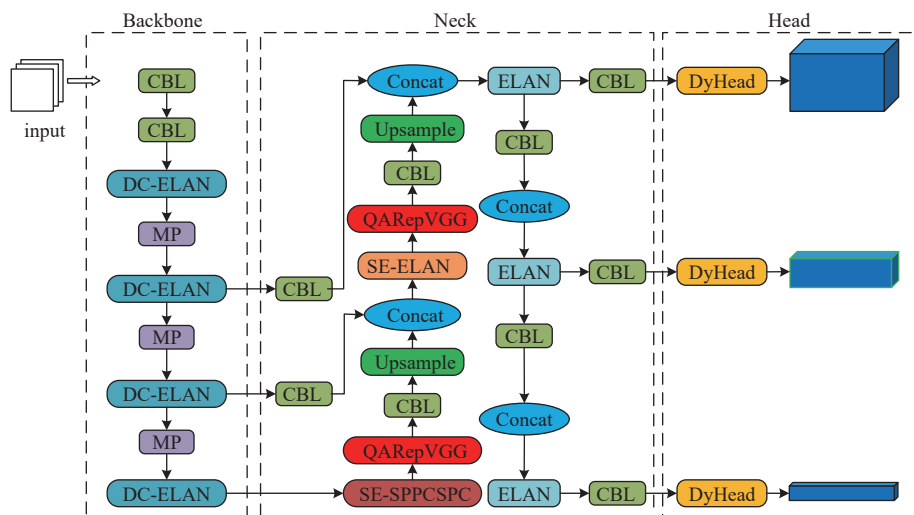 Backbone
Neck
Head
input
CBL
CBL
DC-ELAN
MP
DC-ELAN
MP
DC-ELAN
MP
DC-ELAN
CBL
CBL
Concat
Upsample
CBL
QARepVGG
SE-ELAN
Concat
Upsample
CBL
QARepVGG
SE-SPPCSPC
ELAN
CBL
CBL
Concat
ELAN
CBL
CBL
Concat
ELAN
CBL
DyHead
DyHead
DyHead